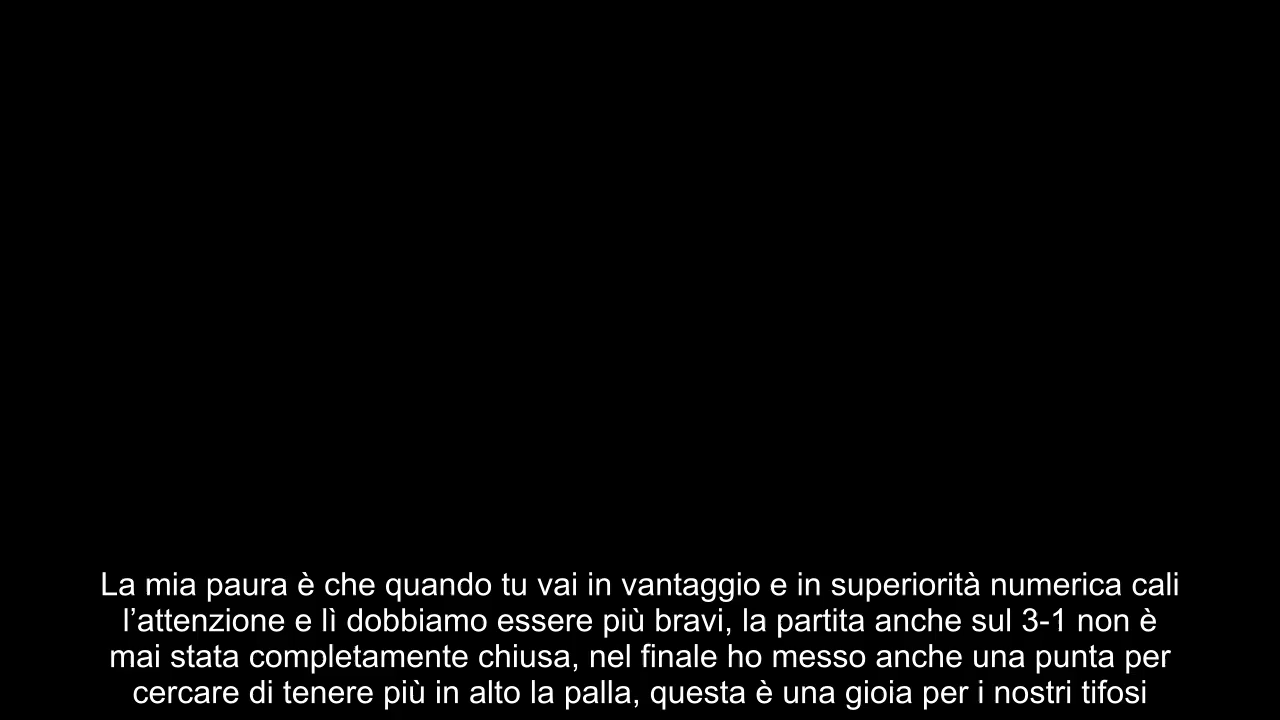 La mia paura è che quando tu vai in vantaggio e in superiorità numerica cali
l’attenzione e lì dobbiamo essere più bravi, la partita anche sul 3-1 non è
mai stata completamente chiusa, nel finale ho messo anche una punta per
cercare di tenere più in alto la palla, questa è una gioia per i nostri tifosi